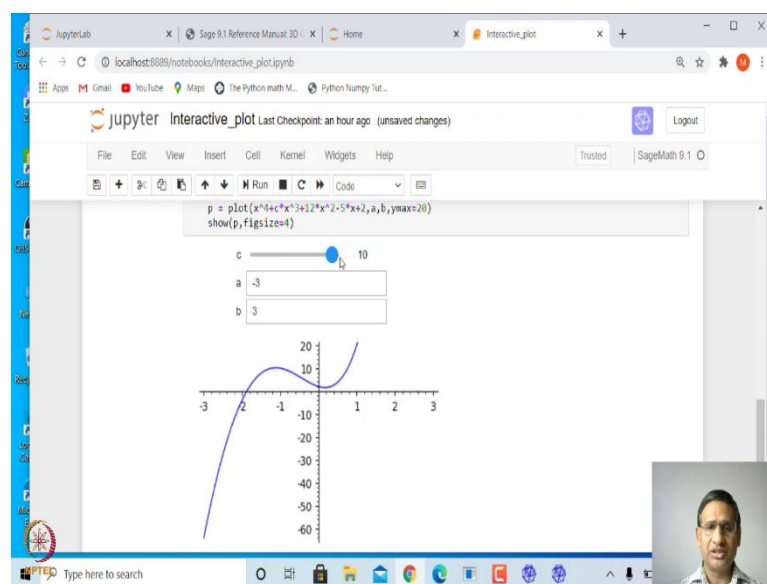 JupyterLab
Sage 9.1 Reference Manual: 3D G
Home
Interactive_plot
localhost:8889/notebooks/Interactive_plot.ipynb
Apps Gmail YouTube Maps The Python math M... Python Numpy Tut...
jupyter Interactive_plot Last Checkpoint: an hour ago (unsaved changes)
Logout
File Edit View Insert Cell Kernel Widgets Help
Trusted SageMath 9.1
Run Code
p = plot(x^4+c*x^3+12*x^2-5*x+2,a,b,ymax=20)
show(p,figsize=4)
c 10
a -3
b 3
20
10
-3 -2 -1 1 2 3
-10
-20
-30
-40
-50
-60
PTEC
Type here to search